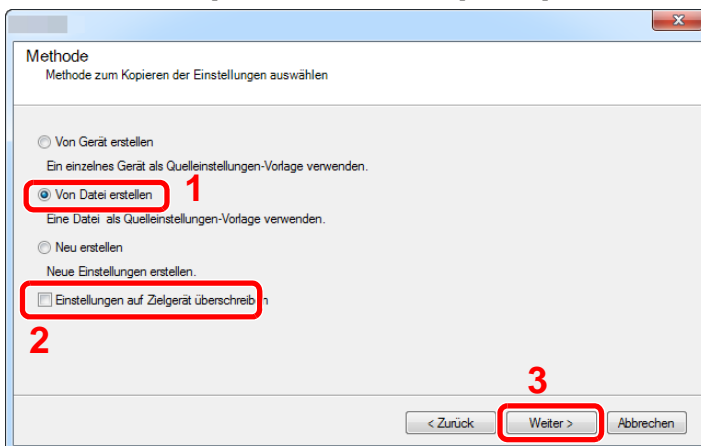 Methode
Methode zum Kopieren der Einstellungen auswählen
Von Gerät erstellen
Ein einzelnes Gerät als Quelleinstellungen-Vorlage verwenden.
Von Datei erstellen
1
Eine Datei als Quelleinstellungen-Vorlage verwenden.
Neu erstellen
Neue Einstellungen erstellen.
Einstellungen auf Zielgerät überschreiben
2
3
< Zurück Weiter > Abbrechen